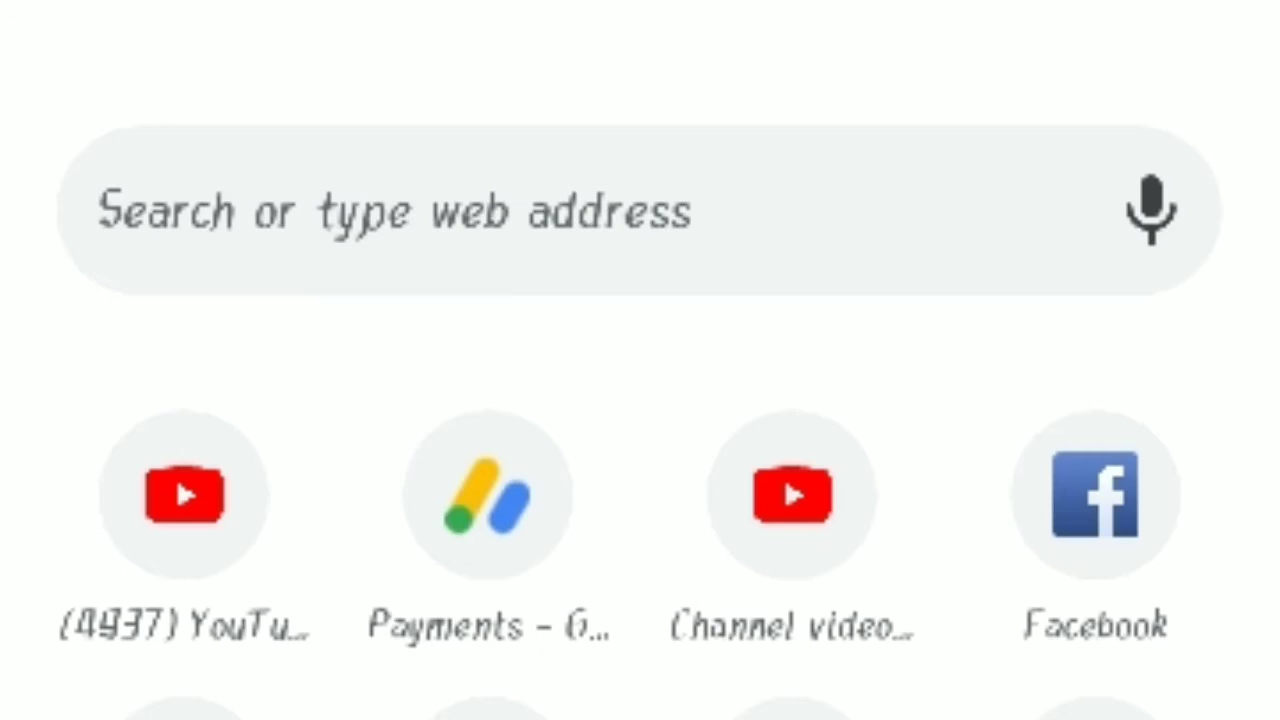 Search or type web address
(4937) YouTu...
Payments - G...
Channel video...
Facebook